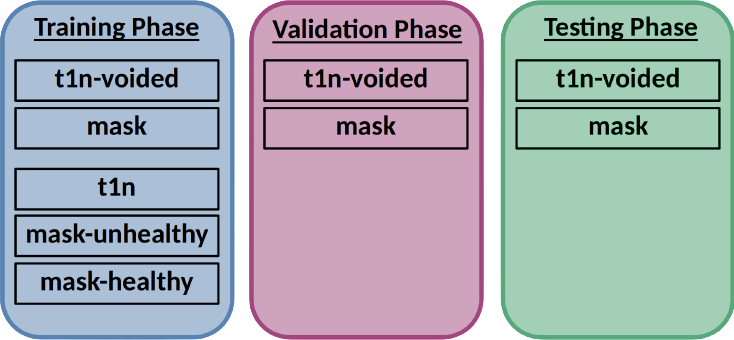 Training Phase
t1n-voided
mask
t1n
mask-unhealthy
mask-healthy
Validation Phase
t1n-voided
mask
Testing Phase
t1n-voided
mask